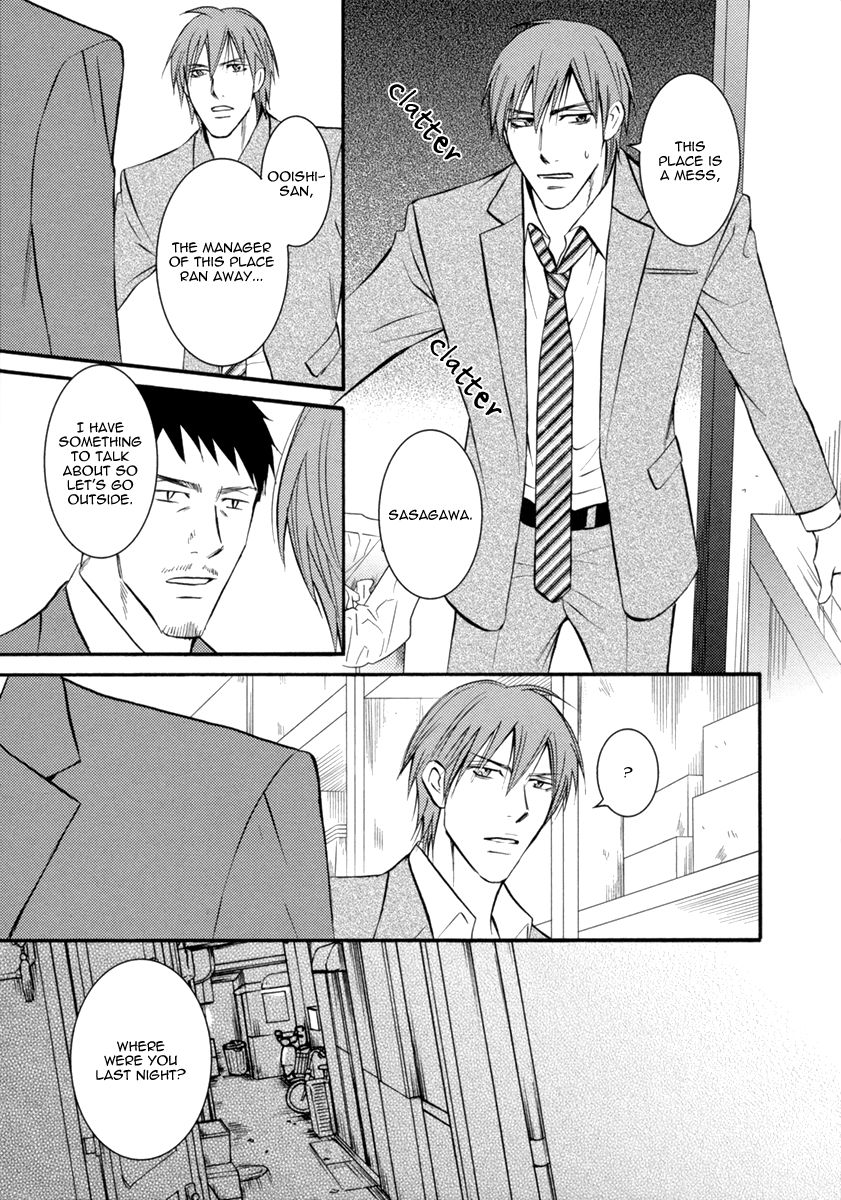 THIS
PLACE IS
A MESS,
clatter
clatter
SASAGAWA.
OOISHI-
SAN,
THE MANAGER
OF THIS PLACE
RAN AWAY...
I HAVE
SOMETHING
TO TALK
ABOUT SO
LET'S GO
OUTSIDE.
?
WHERE
WERE YOU
LAST NIGHT?